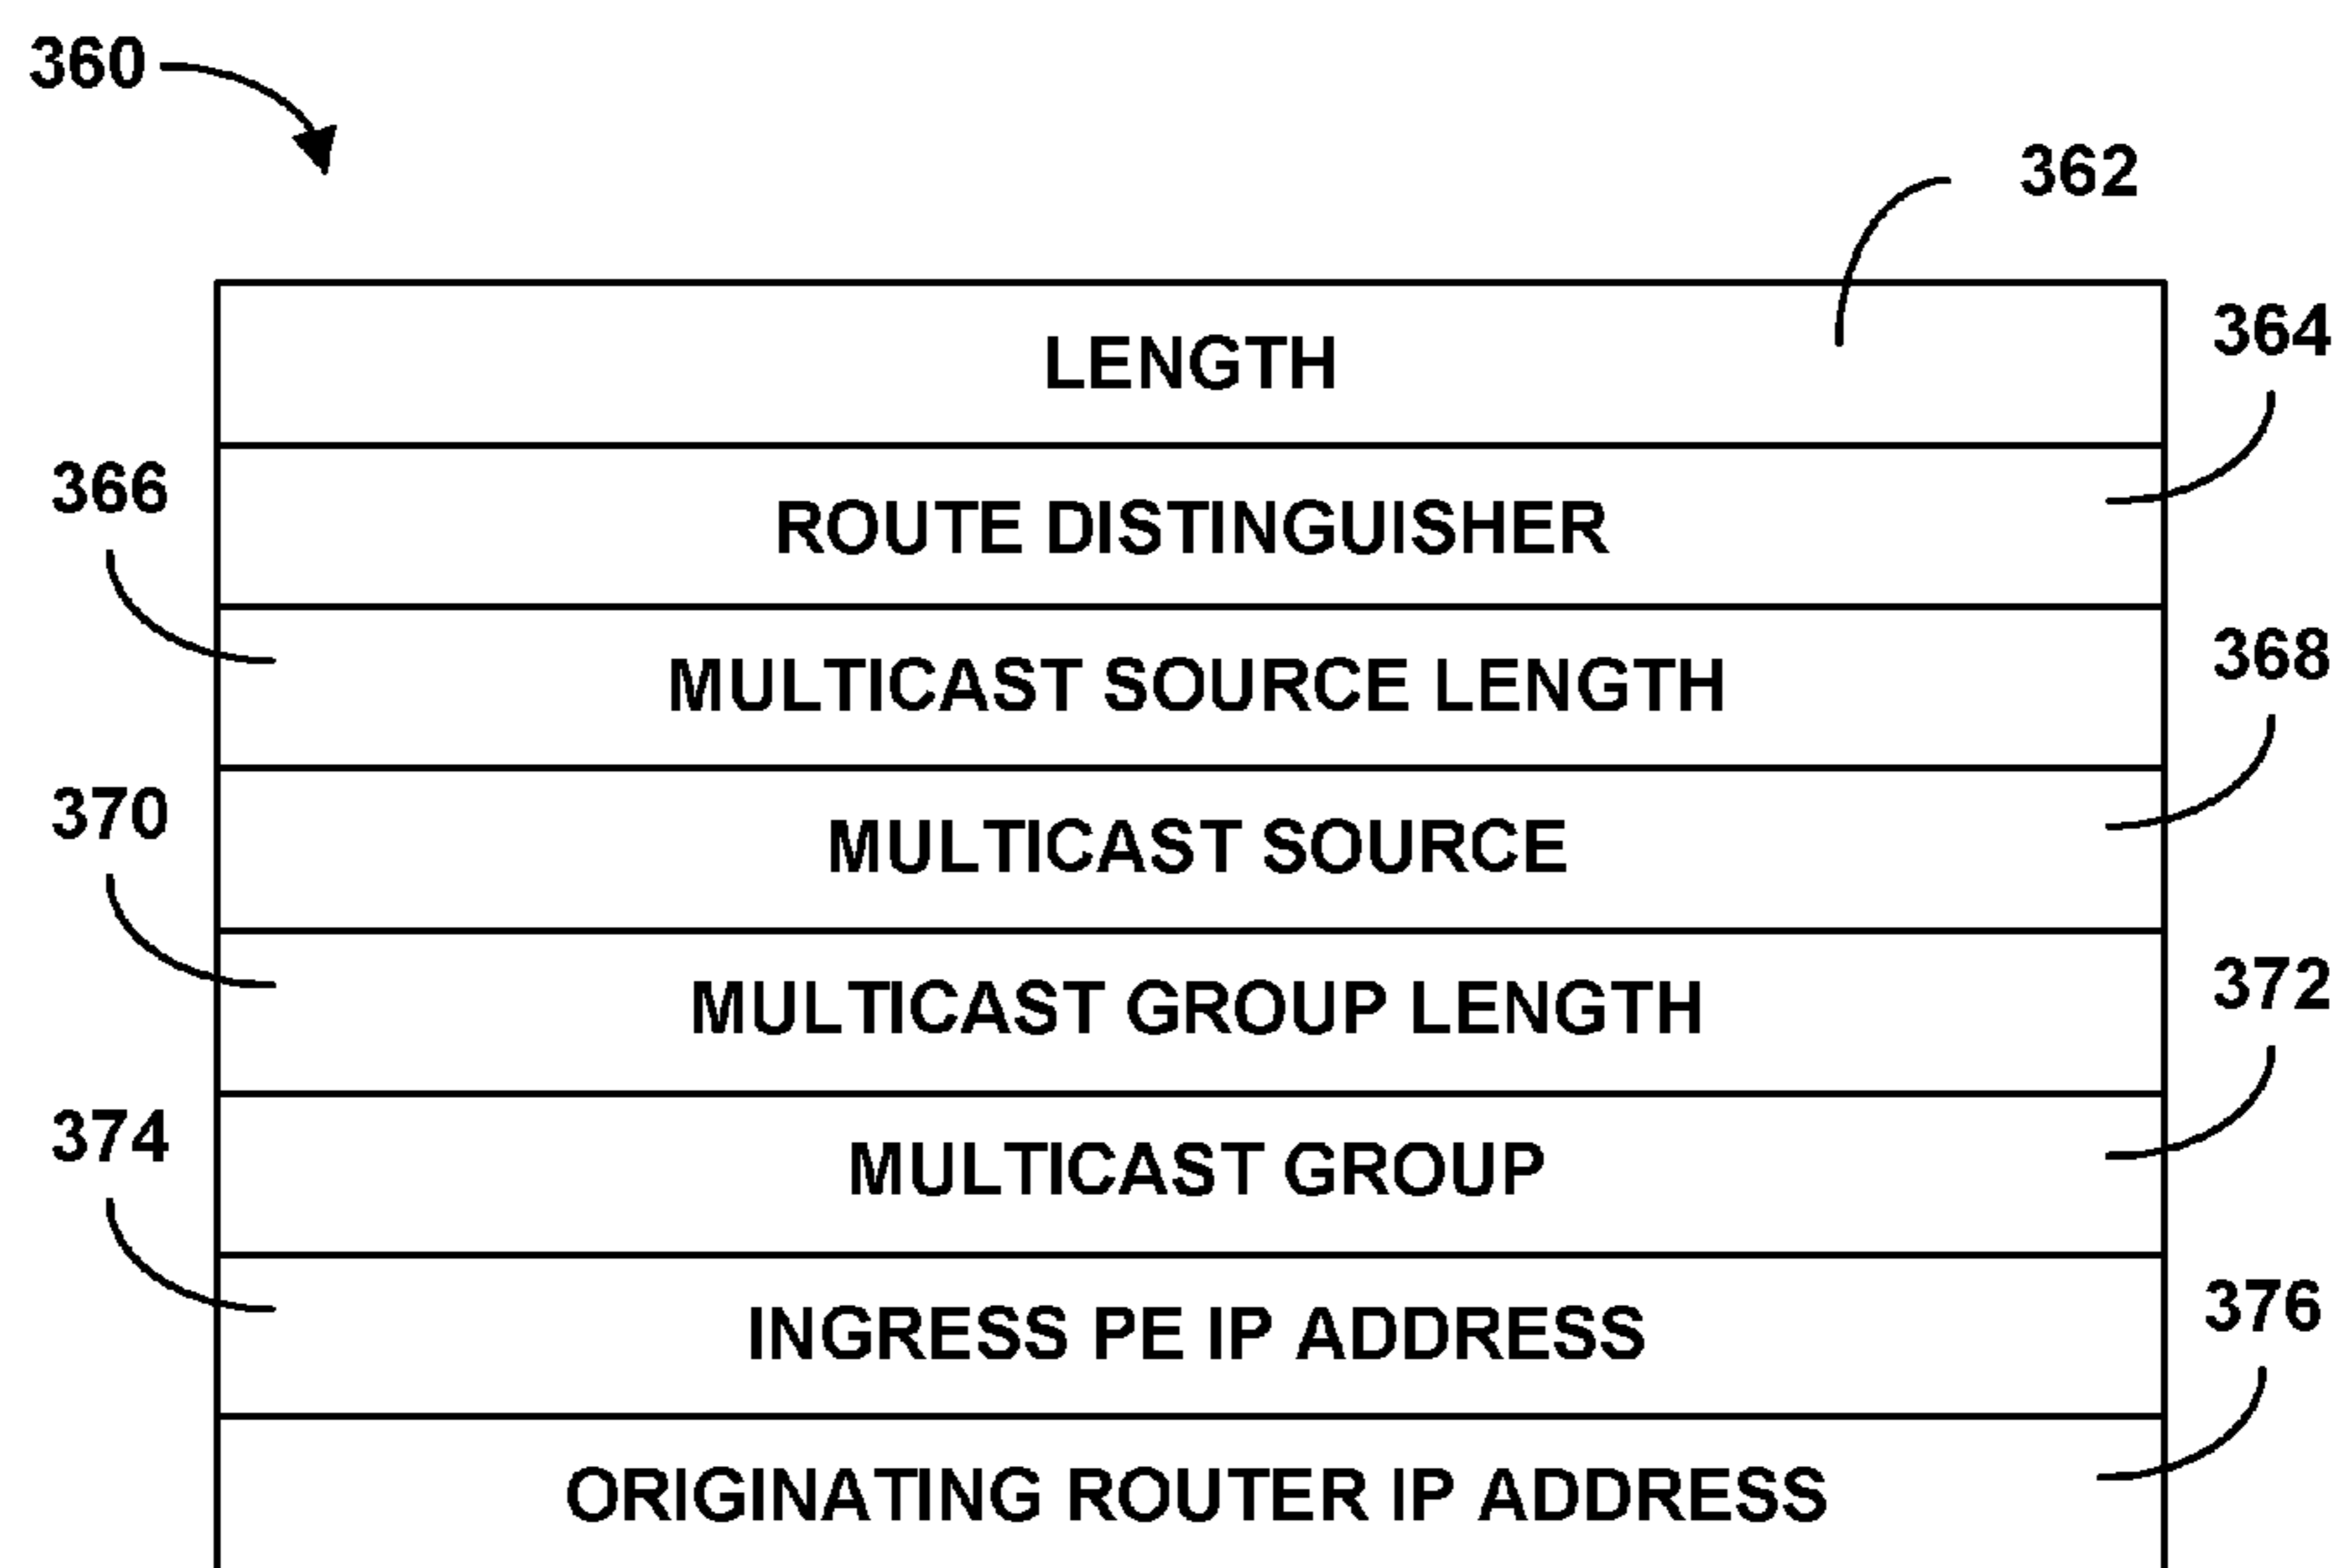 360
362
LENGTH
364
ROUTE DISTINGUISHER
366
MULTICAST SOURCE LENGTH
368
MULTICAST SOURCE
370
MULTICAST GROUP LENGTH
372
MULTICAST GROUP
374
INGRESS PE IP ADDRESS
376
ORIGINATING ROUTER IP ADDRESS